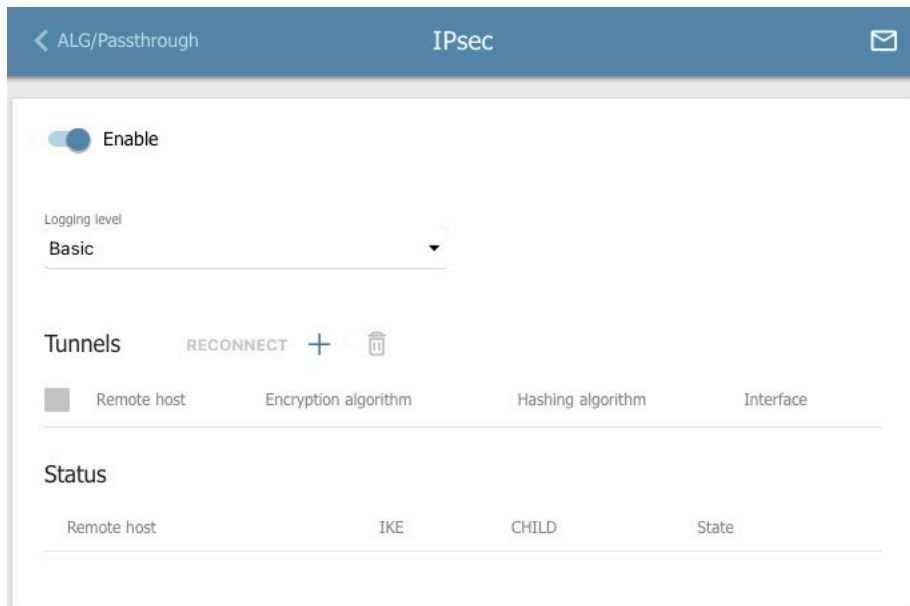 ALG/Passthrough IPsec
Enable
Logging level
Basic
Tunnels RECONNECT
Remote host Encryption algorithm Hashing algorithm Interface
Status
Remote host IKE CHILD State